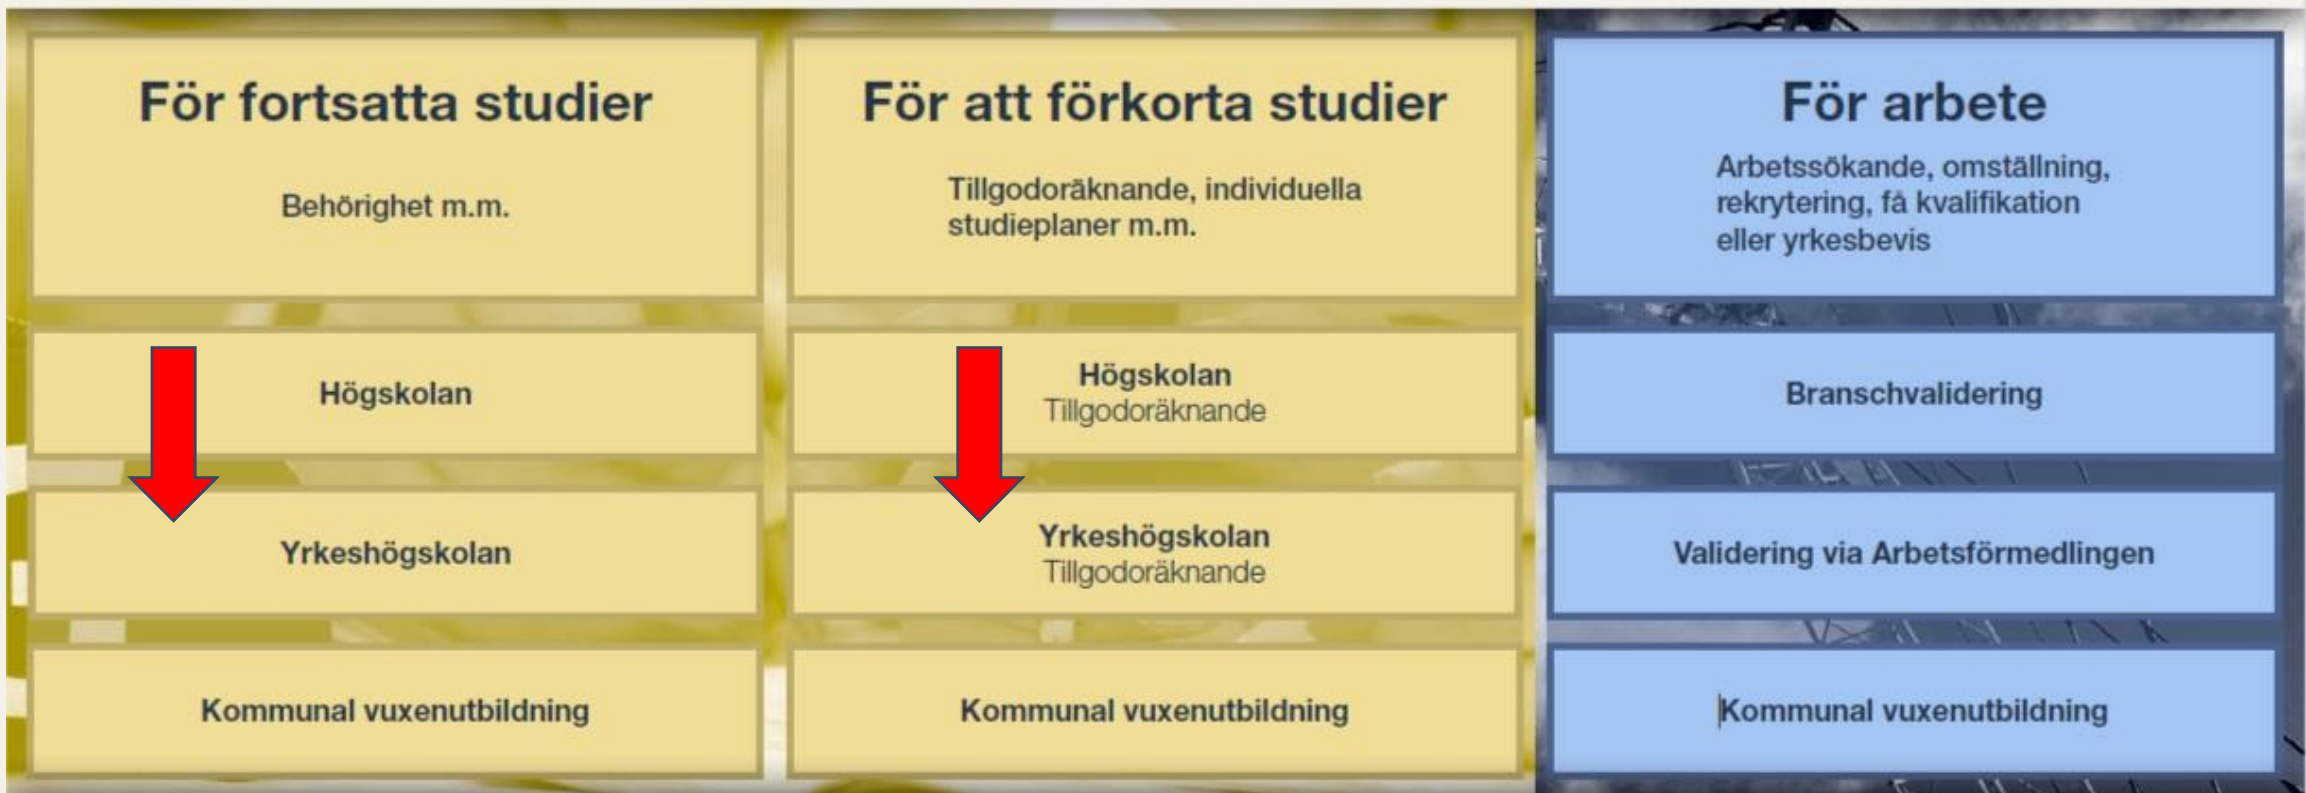 För fortsatta studier
Behörighet m.m.
Högskolan
Yrkeshögskolan
Kommunal vuxenutbildning
För att förkorta studier
Tillgodoräknande, individuella
studieplaner m.m.
Högskolan
Tillgodoräknande
Yrkeshögskolan
Tillgodoräknande
Kommunal vuxenutbildning
För arbete
Arbetssökande, omställning,
rekrytering, få kvalifikation
eller yrkesbevis
Branschvalidering
Validering via Arbetsförmedlingen
Kommunal vuxenutbildning